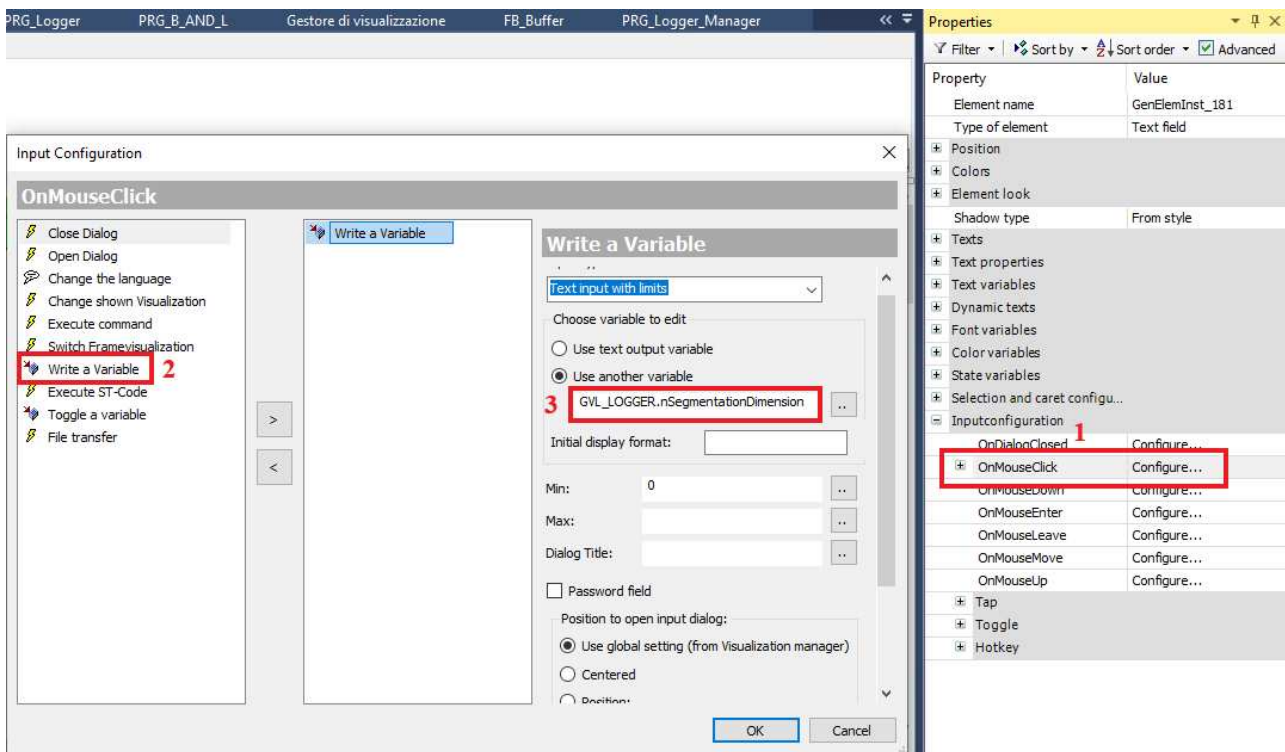 PRG_Logger PRG_B_AND_L Gestore di visualizzazione FB_Buffer PRG_Logger_Manager
Input Configuration
OnMouseClick
Close Dialog
Open Dialog
Change the language
Change shown Visualization
Execute command
Switch Framevisualization
Write a Variable 2
Execute ST-Code
Toggle a variable
File transfer
>
<
Write a Variable
Write a Variable
Text input with limits
Choose variable to edit
Use text output variable
Use another variable
3 GVL_LOGGER.nSegmentationDimension ..
Initial display format:
Min: 0 ..
Max: ..
Dialog Title: ..
Password field
Position to open input dialog:
Use global setting (from Visualization manager)
Centered
Position:
OK Cancel
Properties
Filter Sort by Sort order Advanced
Property Value
Element name GenElemInst_181
Type of element Text field
Position
Colors
Element look
Shadow type From style
Texts
Text properties
Text variables
Dynamic texts
Font variables
Color variables
State variables
Selection and caret configu...
Inputconfiguration 1
OnDialogClosed Configure...
OnMouseClick Configure...
OnMouseDown Configure...
OnMouseEnter Configure...
OnMouseLeave Configure...
OnMouseMove Configure...
OnMouseUp Configure...
Tap
Toggle
Hotkey